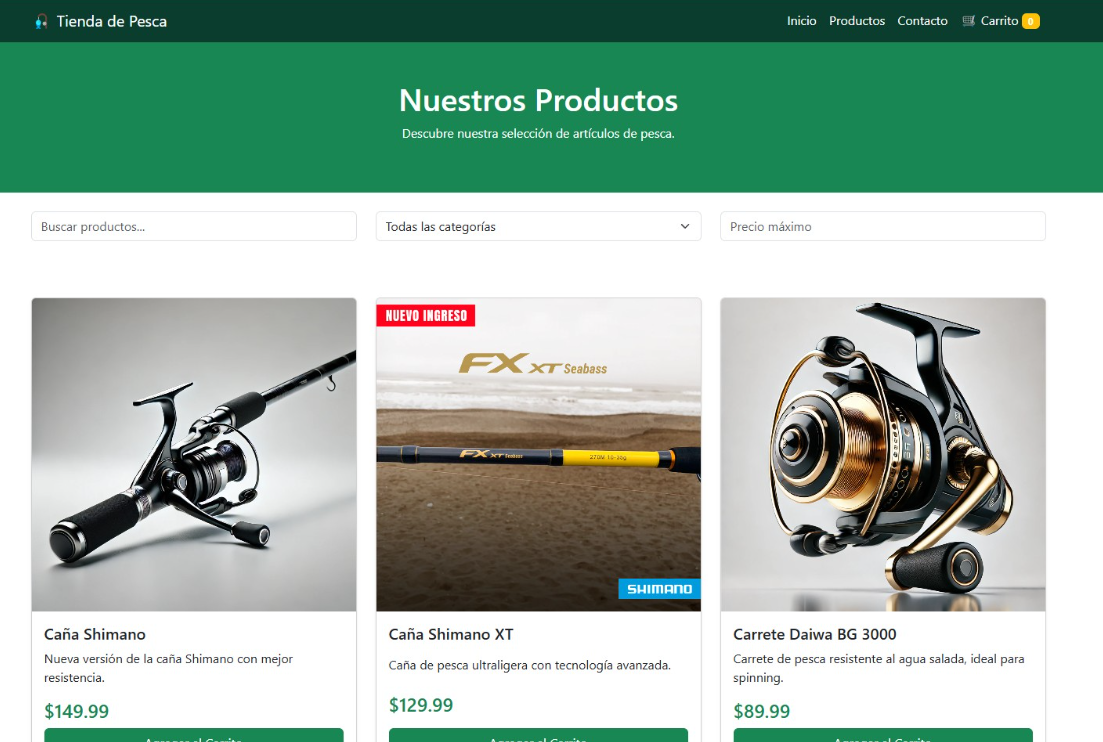 Tienda de Pesca
Inicio Productos Contacto Carrito 0
Nuestros Productos
Descubre nuestra selección de artículos de pesca.
Buscar productos...
Todas las categorías
Precio máximo
NUEVO INGRESO
FX XT Seabass
FX XT Seabass
SHIMANO
Caña Shimano
Nueva versión de la caña Shimano con mejor
resistencia.
$149.99
Caña Shimano XT
Caña de pesca ultraligera con tecnología avanzada.
$129.99
Carrete Daiwa BG 3000
Carrete de pesca resistente al agua salada, ideal para
spinning.
$89.99